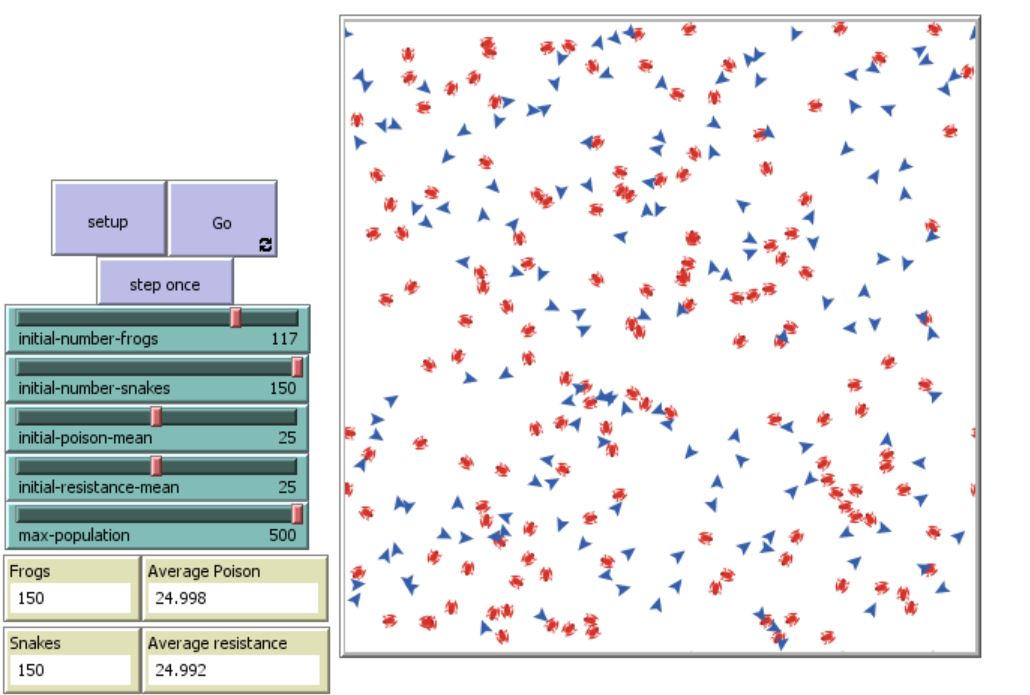 setup
Go
step once
initial-number-frogs 117
initial-number-snakes 150
initial-poison-mean 25
initial-resistance-mean 25
max-population 500
Frogs
150
Average Poison
24.998
Snakes
150
Average resistance
24.992